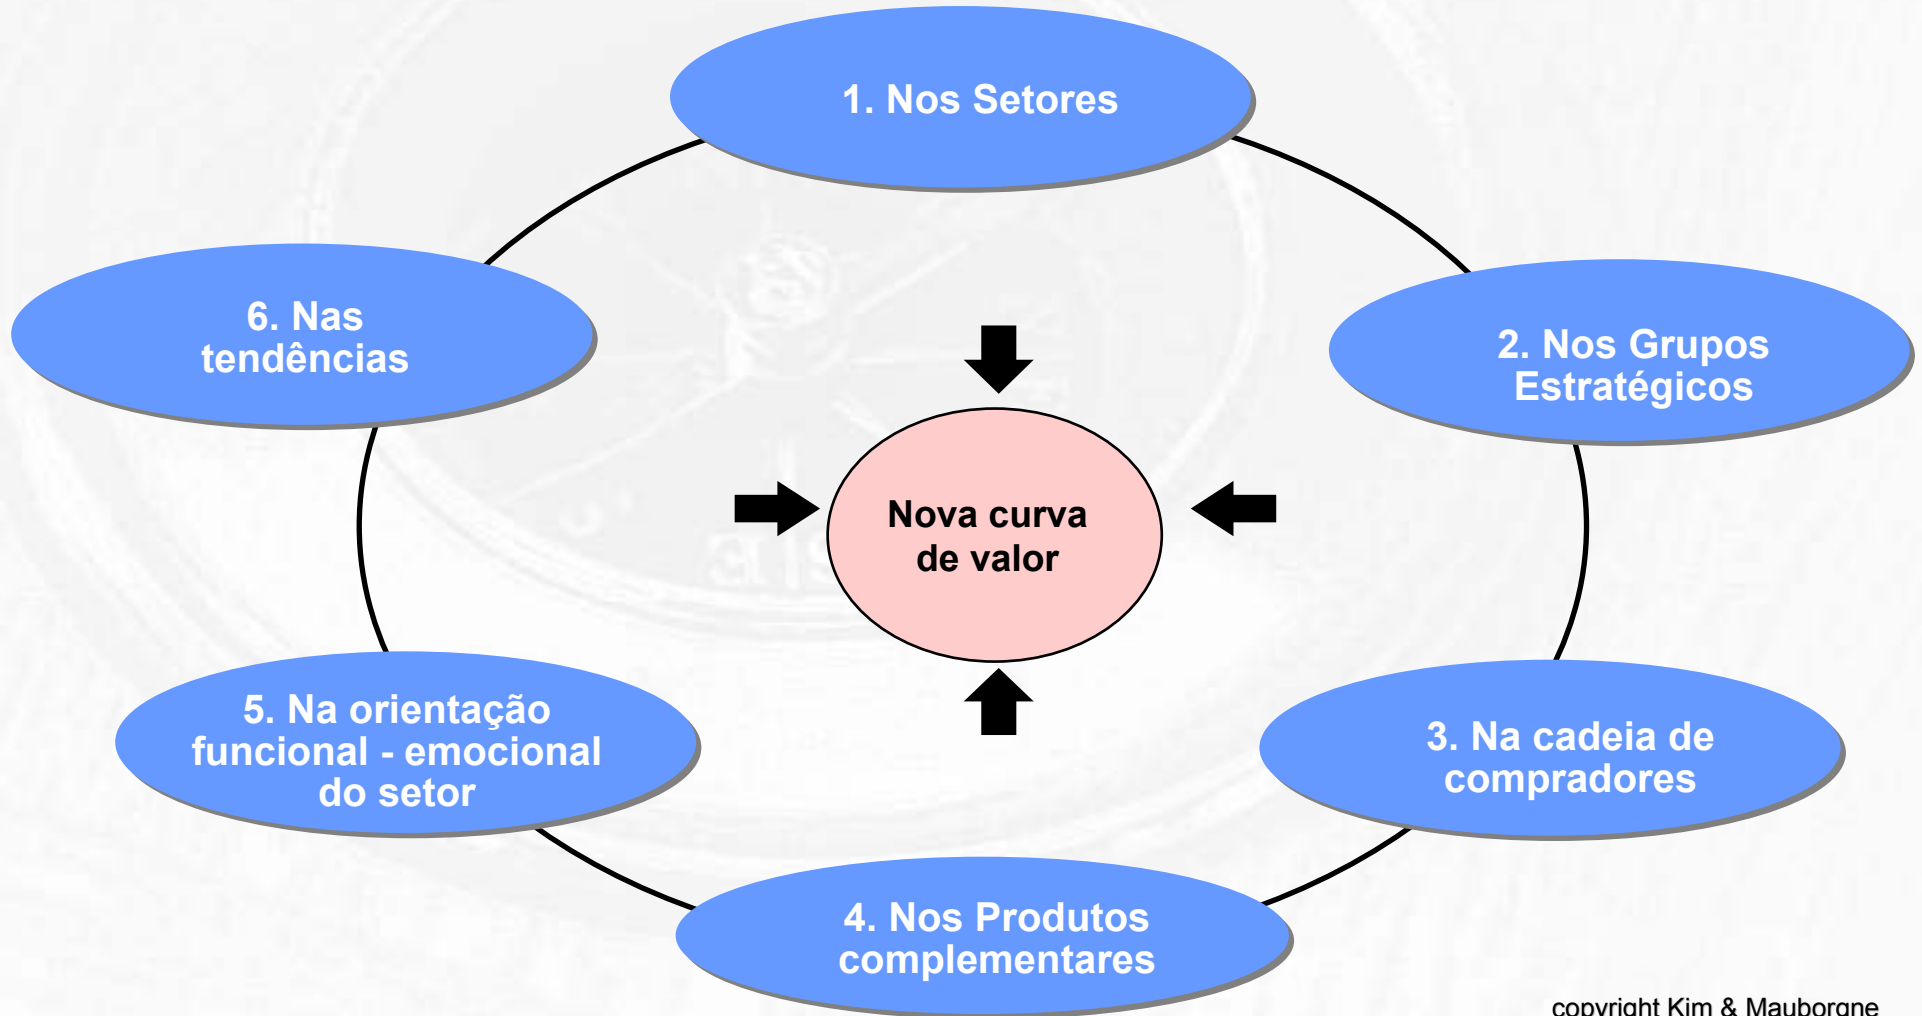 1. Nos Setores
6. Nas
tendências
2. Nos Grupos
Estratégicos
Nova curva
de valor
5. Na orientação
funcional - emocional
do setor
3. Na cadeia de
compradores
4. Nos Produtos
complementares
copyright Kim & Mauborgne